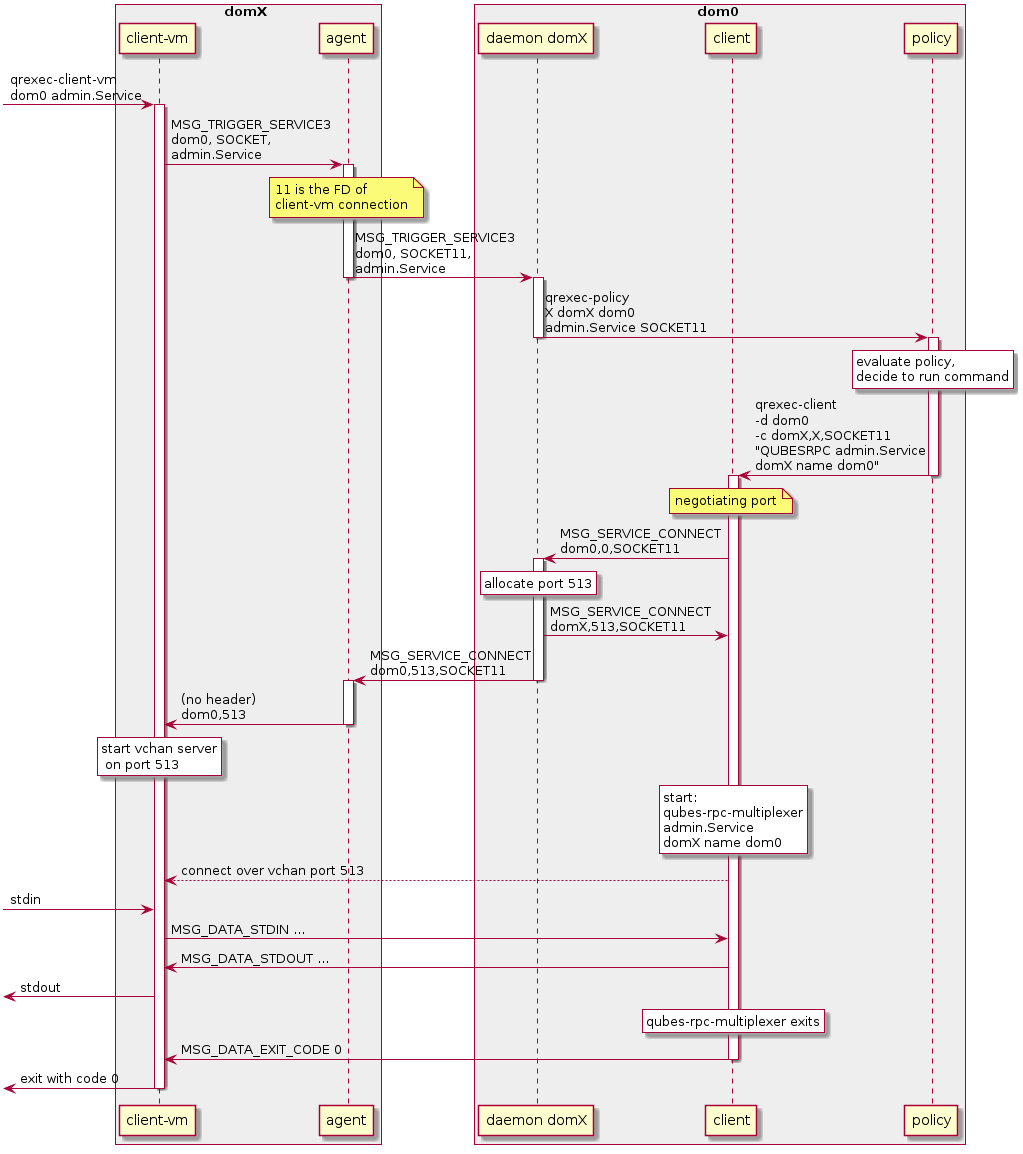 domX
dom0
client-vm
agent
daemon domX
client
policy
qrexec-client-vm
dom0 admin.Service
MSG_TRIGGER_SERVICE3
dom0, SOCKET,
admin.Service
11 is the FD of
client-vm connection
MSG_TRIGGER_SERVICE3
dom0, SOCKET11,
admin.Service
qrexec-policy
X domX dom0
admin.Service SOCKET11
evaluate policy,
decide to run command
qrexec-client
-d dom0
-c domX,X,SOCKET11
"QUBESRPC admin.Service
domX name dom0"
negotiating port
MSG_SERVICE_CONNECT
dom0,0,SOCKET11
allocate port 513
MSG_SERVICE_CONNECT
domX,513,SOCKET11
MSG_SERVICE_CONNECT
dom0,513,SOCKET11
(no header)
dom0,513
start vchan server
on port 513
start:
qubes-rpc-multiplexer
admin.Service
domX name dom0
connect over vchan port 513
stdin
MSG_DATA_STDIN ...
MSG_DATA_STDOUT ...
stdout
qubes-rpc-multiplexer exits
MSG_DATA_EXIT_CODE 0
exit with code 0
client-vm
agent
daemon domX
client
policy